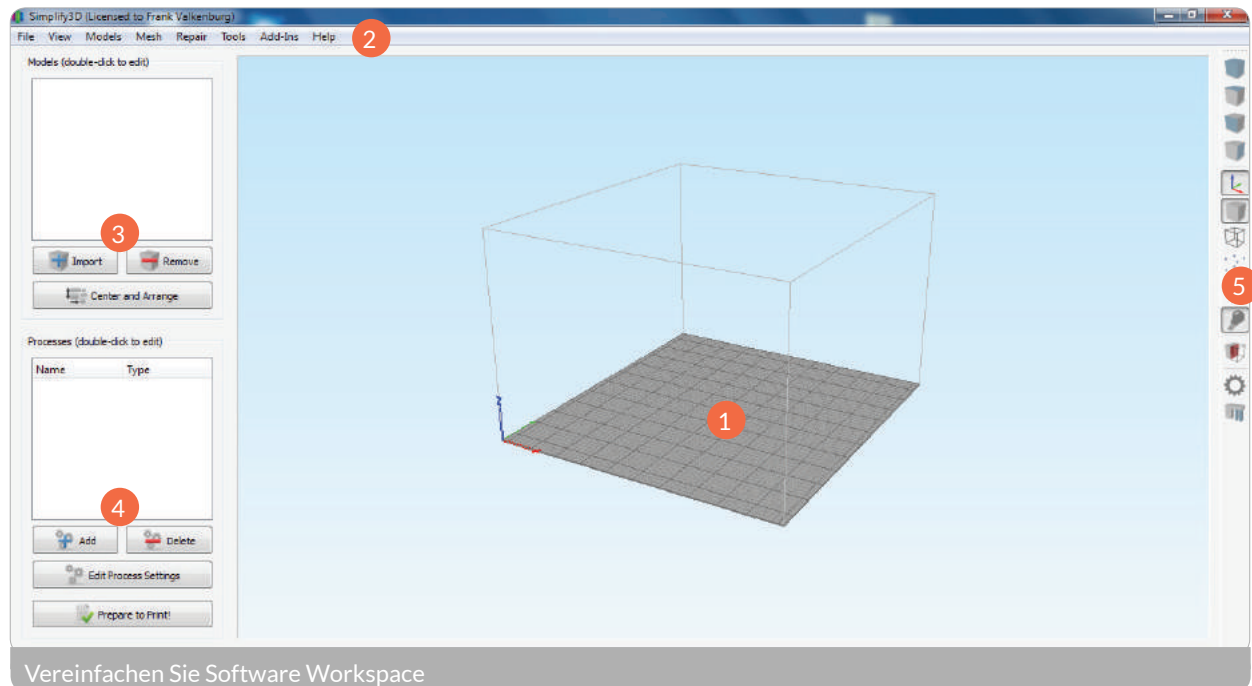 Simplify3D (Licensed to Frank Valkenburg)
File View Models Mesh Repair Tools Add-Ins Help
2
Models (double-click to edit)
3
Import Remove
Center and Arrange
Processes (double-click to edit)
Name Type
4
Add Delete
Edit Process Settings
Prepare to Print!
z
1
5
Vereinfachen Sie Software Workspace